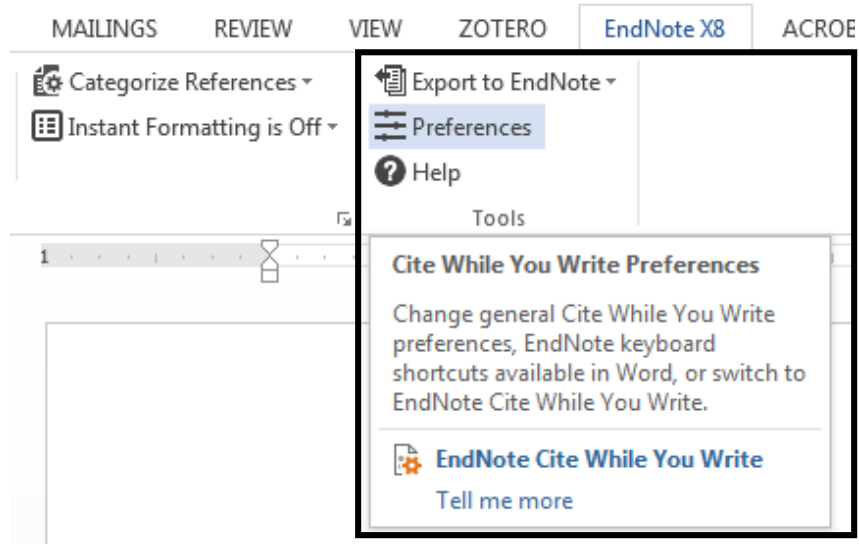 MAILINGS REVIEW VIEW ZOTERO EndNote X8 ACROB
Categorize References
Instant Formatting is Off
Export to EndNote
Preferences
Help
Tools
1
Cite While You Write Preferences
Change general Cite While You Write
preferences, EndNote keyboard
shortcuts available in Word, or switch to
EndNote Cite While You Write.
EndNote Cite While You Write
Tell me more